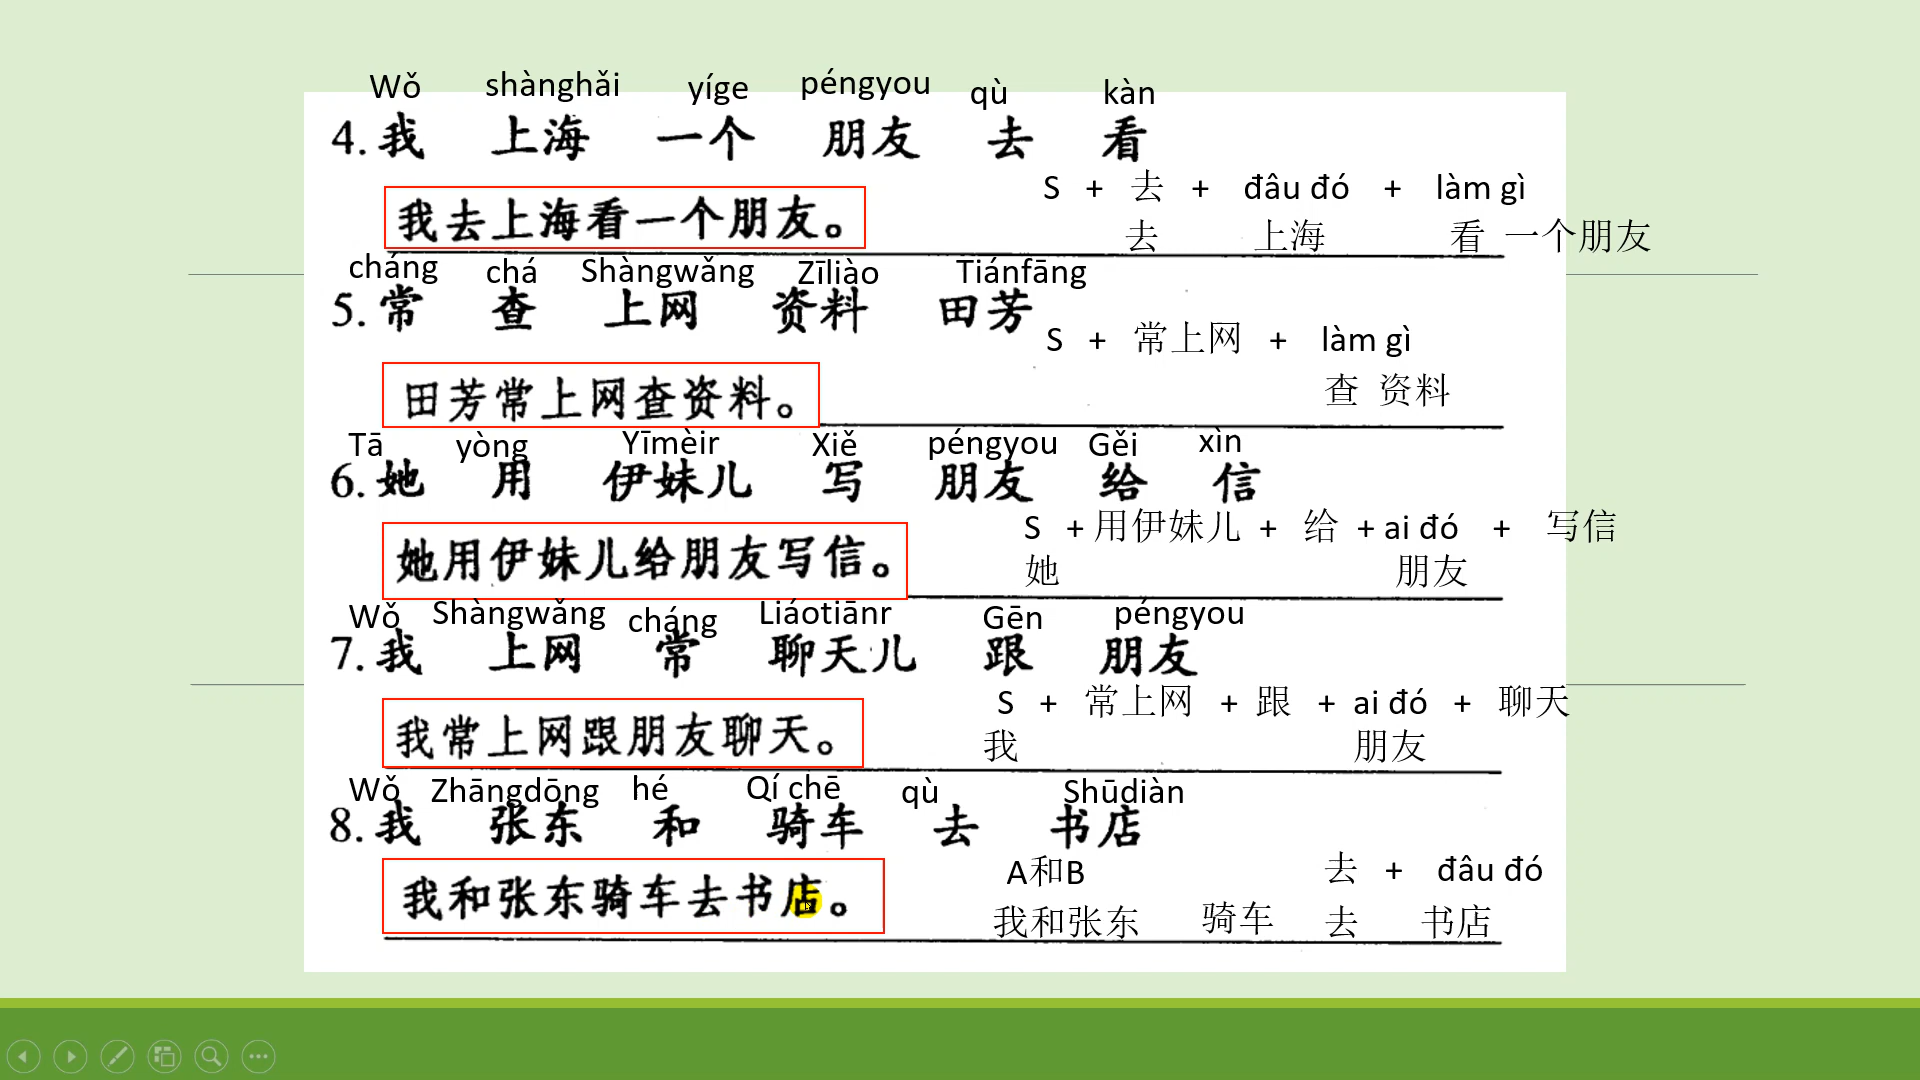 Wǒ shànghǎi yíge péngyou qù kàn
4. 我 上海 一个 朋友 去 看
S + 去 + đâu đó + làm gì
我去上海看一个朋友。
去 上海 看 一个朋友
cháng chá Shàngwǎng Zīliào Tiánfāng
5. 常 查 上网 资料 田芳
S + 常上网 + làm gì
田芳常上网查资料。
查 资料
Tā yòng Yīmèir Xiě péngyou Gěi xìn
6. 她 用 伊妹儿 写 朋友 给 信
S + 用伊妹儿 + 给 + ai đó + 写信
她用伊妹儿给朋友写信。
她 朋友
Wǒ Shàngwǎng cháng Liáotiānr Gēn péngyou
7. 我 上网 常 聊天儿 跟 朋友
S + 常上网 + 跟 + ai đó + 聊天
我常上网跟朋友聊天。
我 朋友
Wǒ Zhāngdōng hé Qí chē qù Shūdiàn
8. 我 张东 和 骑车 去 书店
A和B 去 + đâu đó
我和张东骑车去书店。
我和张东 骑车 去 书店